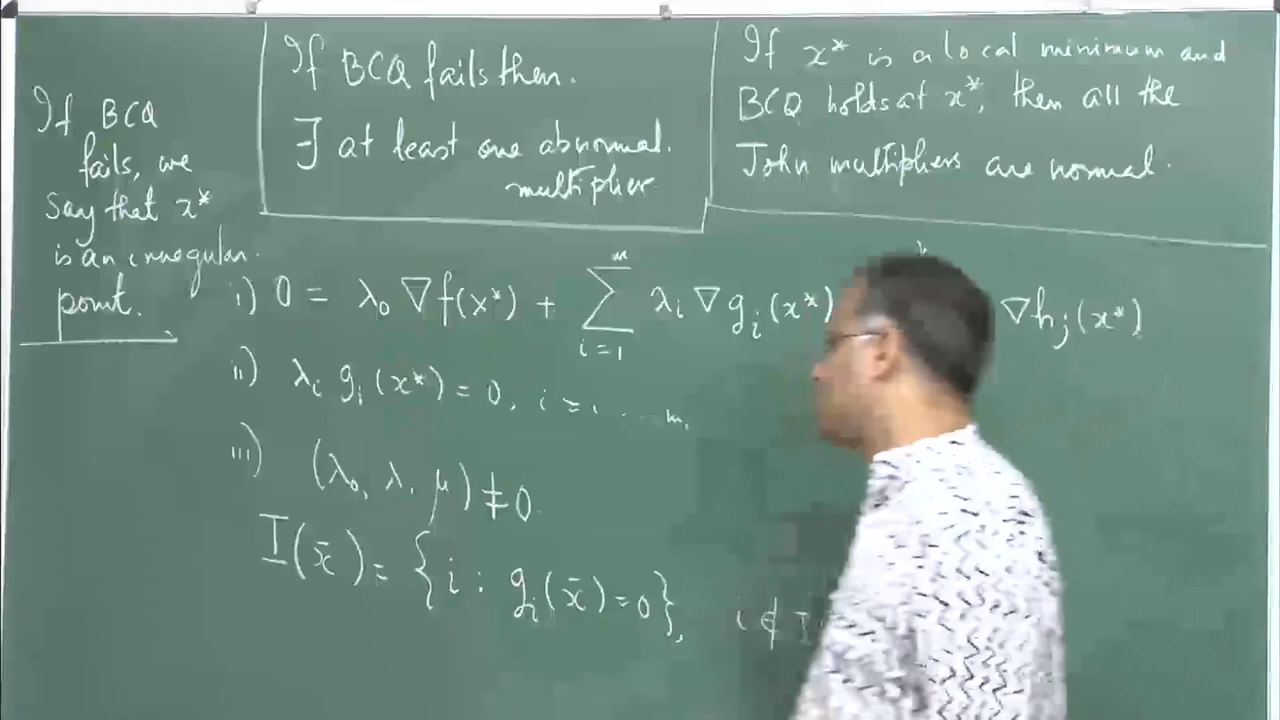 If BCQ
fails, we
say that x*
is an irregular
point.
If BCQ fails then.
∃ at least one abnormal.
multiplier
If x* is a local minimum and
BCQ holds at x*, then all the
John multipliers are normal.
i) 0 = λ₀ ∇f(x*) + ∑_{i=1}^{m} λᵢ ∇gᵢ(x*) ∇hⱼ(x*)
ii) λᵢ gᵢ(x*) = 0, i = 1 ... m,
iii) (λ₀, λ, μ) ≠ 0
I(x̄) = {i : gᵢ(x̄) = 0}, i ∉ I